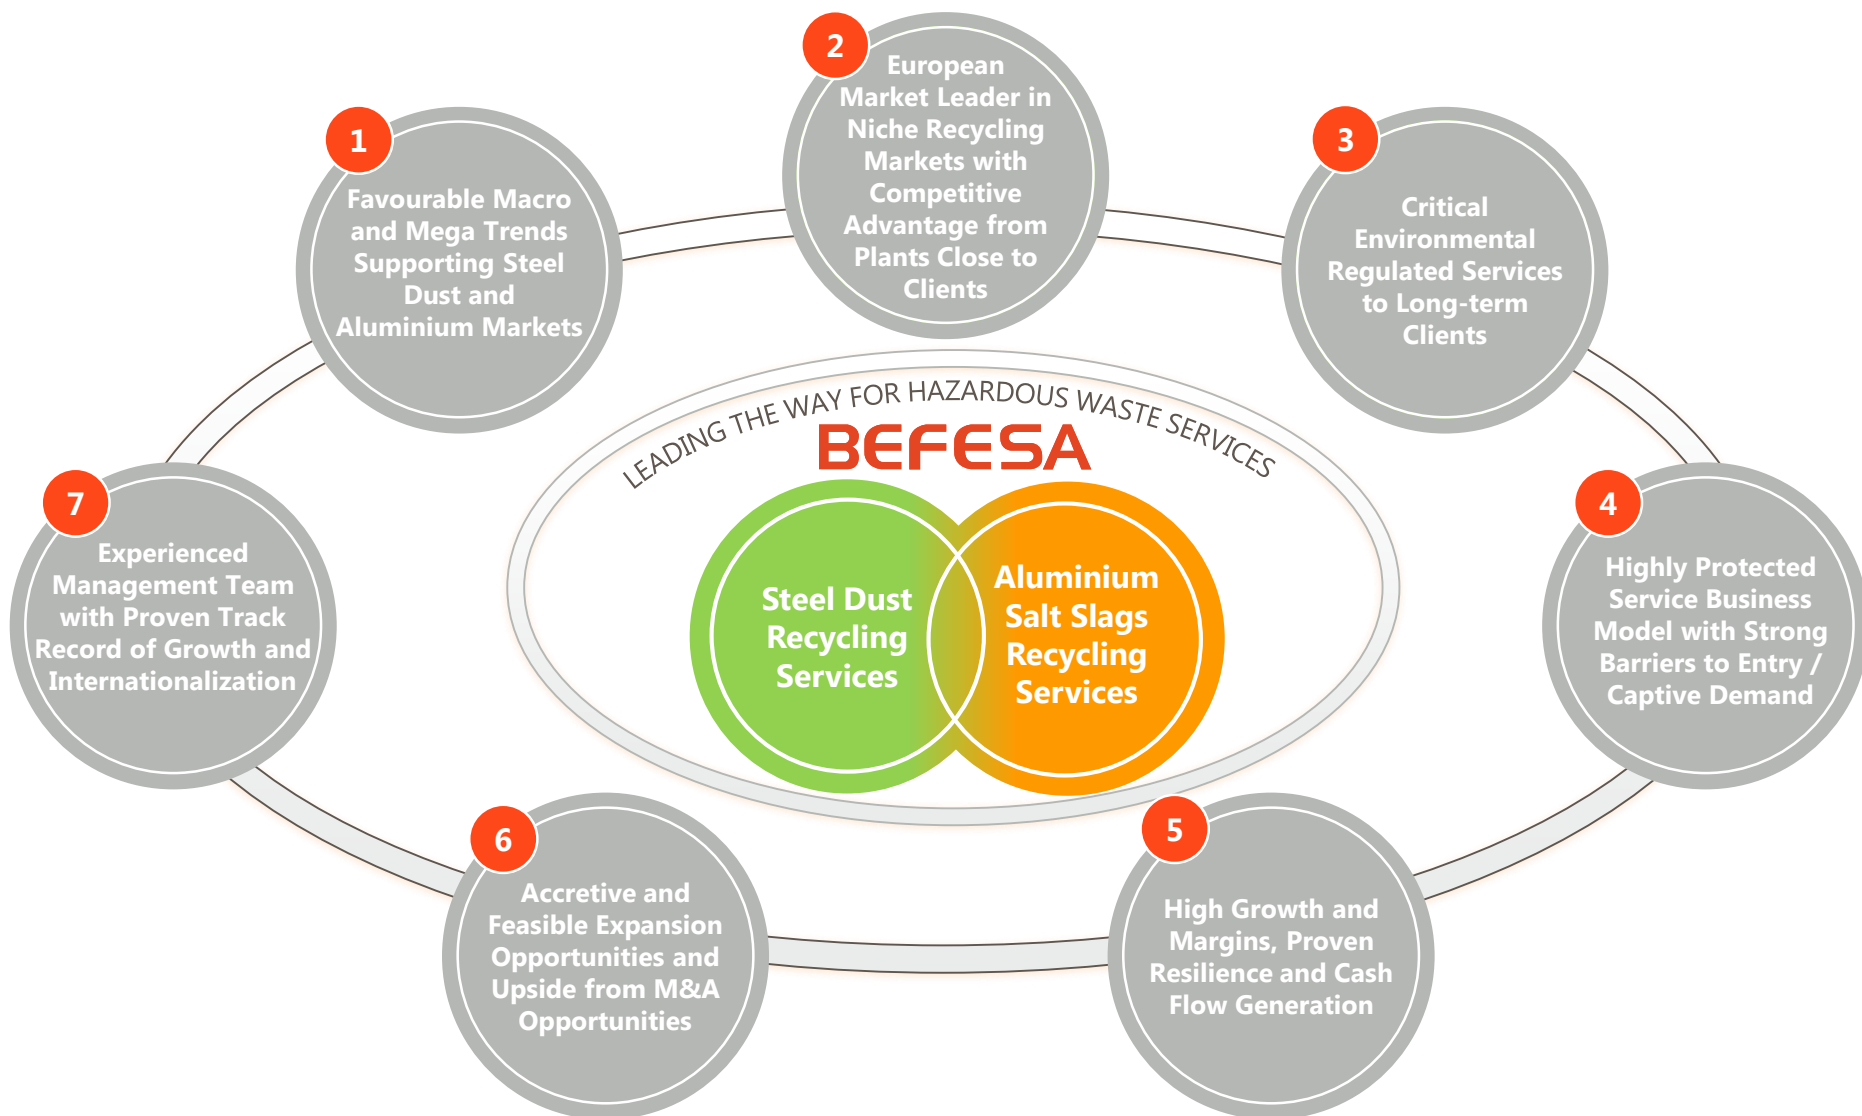 1
Favourable Macro
and Mega Trends
Supporting Steel
Dust and
Aluminium Markets
2
European
Market Leader in
Niche Recycling
Markets with
Competitive
Advantage from
Plants Close to
Clients
3
Critical
Environmental
Regulated Services
to Long-term
Clients
4
Highly Protected
Service Business
Model with Strong
Barriers to Entry /
Captive Demand
5
High Growth and
Margins, Proven
Resilience and Cash
Flow Generation
6
Accretive and
Feasible Expansion
Opportunities and
Upside from M&A
Opportunities
7
Experienced
Management Team
with Proven Track
Record of Growth and
Internationalization
LEADING THE WAY FOR HAZARDOUS WASTE SERVICES
BEFESA
Steel Dust
Recycling
Services
Aluminium
Salt Slags
Recycling
Services